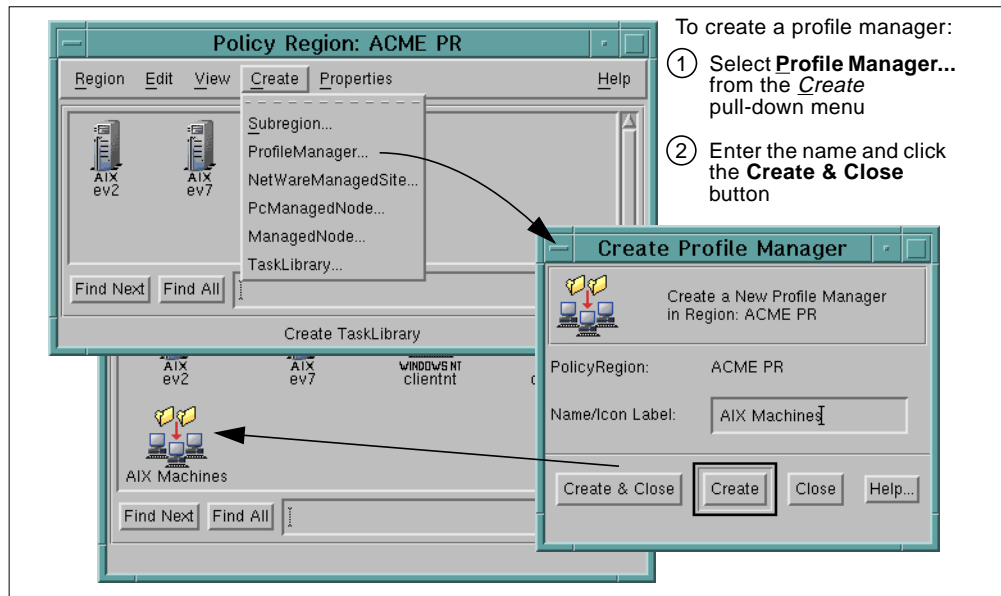 To create a profile manager:
1 Select Profile Manager...
from the Create
pull-down menu
2 Enter the name and click
the Create & Close
button
Policy Region: ACME PR
Region Edit View Create Properties Help
Subregion...
ProfileManager...
NetWareManagedSite...
PcManagedNode...
ManagedNode...
TaskLibrary...
AIX
ev2
AIX
ev7
Find Next Find All
Create TaskLibrary
AIX
ev2
AIX
ev7
WINDOWS NT
clientnt
AIX Machines
Find Next Find All
Create Profile Manager
Create a New Profile Manager
in Region: ACME PR
PolicyRegion: ACME PR
Name/Icon Label: AIX Machines
Create & Close Create Close Help...